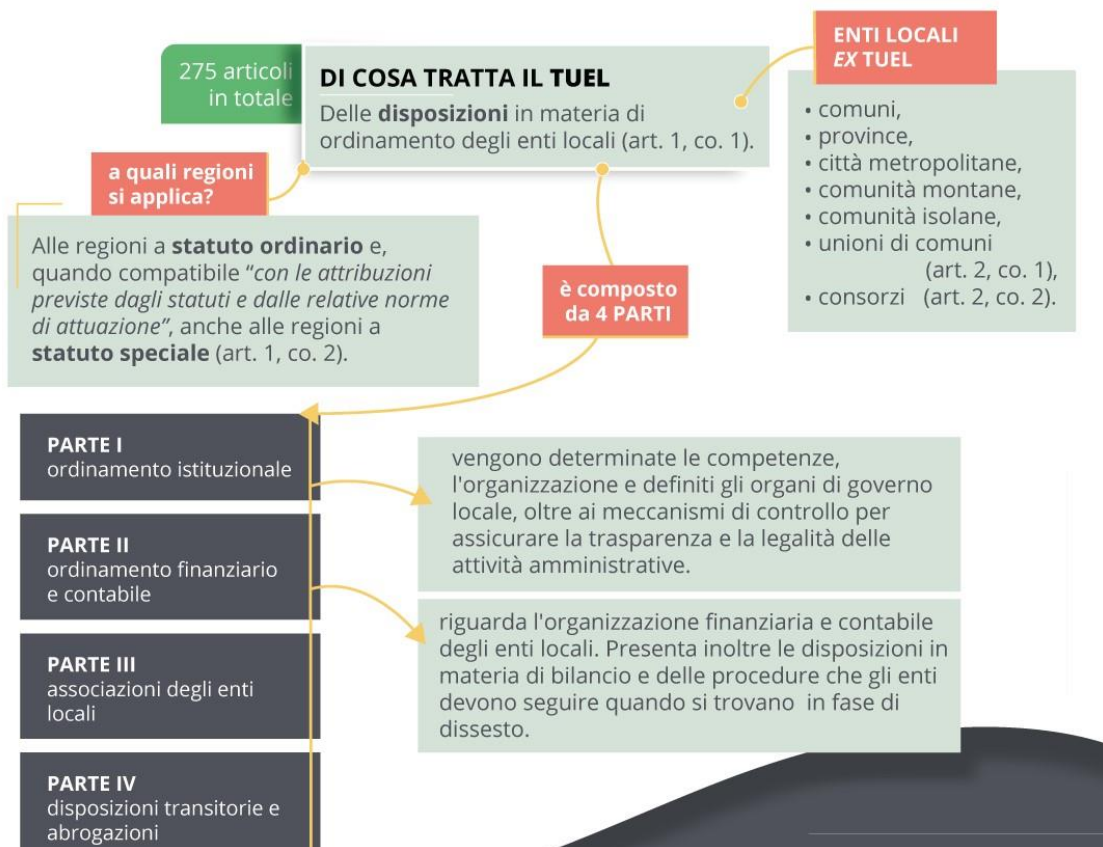 275 articoli
in totale
DI COSA TRATTA IL TUEL
Delle disposizioni in materia di
ordinamento degli enti locali (art. 1, co. 1).
ENTI LOCALI
EX TUEL
• comuni,
• province,
• città metropolitane,
• comunità montane,
• comunità isolane,
• unioni di comuni
(art. 2, co. 1),
• consorzi (art. 2, co. 2).
a quali regioni
si applica?
Alle regioni a statuto ordinario e,
quando compatibile “con le attribuzioni
previste dagli statuti e dalle relative norme
di attuazione”, anche alle regioni a
statuto speciale (art. 1, co. 2).
è composto
da 4 PARTI
PARTE I
ordinamento istituzionale
vengono determinate le competenze,
l'organizzazione e definiti gli organi di governo
locale, oltre ai meccanismi di controllo per
assicurare la trasparenza e la legalità delle
attività amministrative.
PARTE II
ordinamento finanziario
e contabile
riguarda l'organizzazione finanziaria e contabile
degli enti locali. Presenta inoltre le disposizioni in
materia di bilancio e delle procedure che gli enti
devono seguire quando si trovano in fase di
dissesto.
PARTE III
associazioni degli enti
locali
PARTE IV
disposizioni transitorie e
abrogazioni